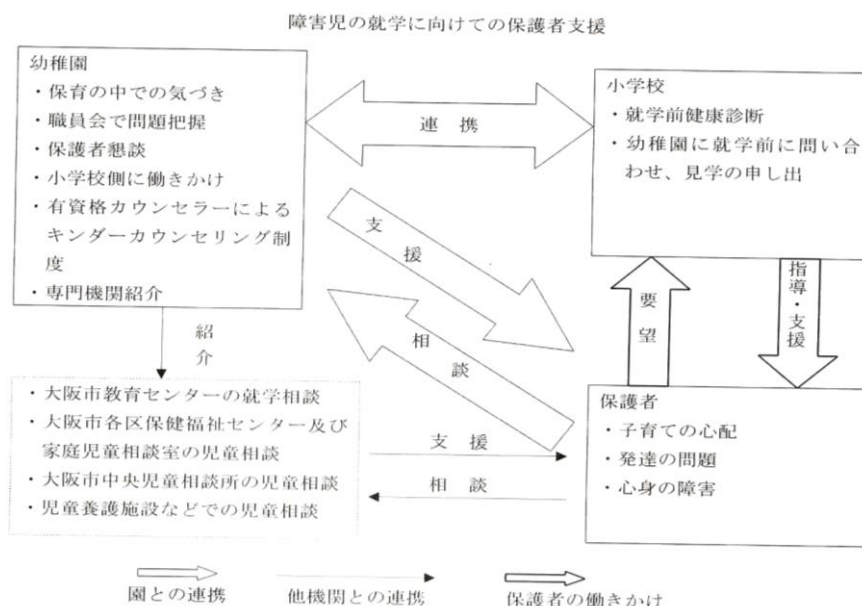 障害児の就学に向けての保護者支援
幼稚園
・保育の中での気づき
・職員会で問題把握
・保護者懇談
・小学校側に働きかけ
・有資格カウンセラーによる
キンダーカウンセリング制
度
・専門機関紹介
連 携
小学校
・就学前健康診断
・幼稚園に就学前に問い合
わせ、見学の申し出
支援
相談
要望
指導・支援
紹介
・大阪市教育センターの就学相談
・大阪市各区保健福祉センター及び
家庭児童相談室の児童相談
・大阪市中央児童相談所の児童相談
・児童養護施設などでの児童相談
支 援
相 談
保護者
・子育ての心配
・発達の問題
・心身の障害
園との連携
他機関との連携
保護者の働きかけ